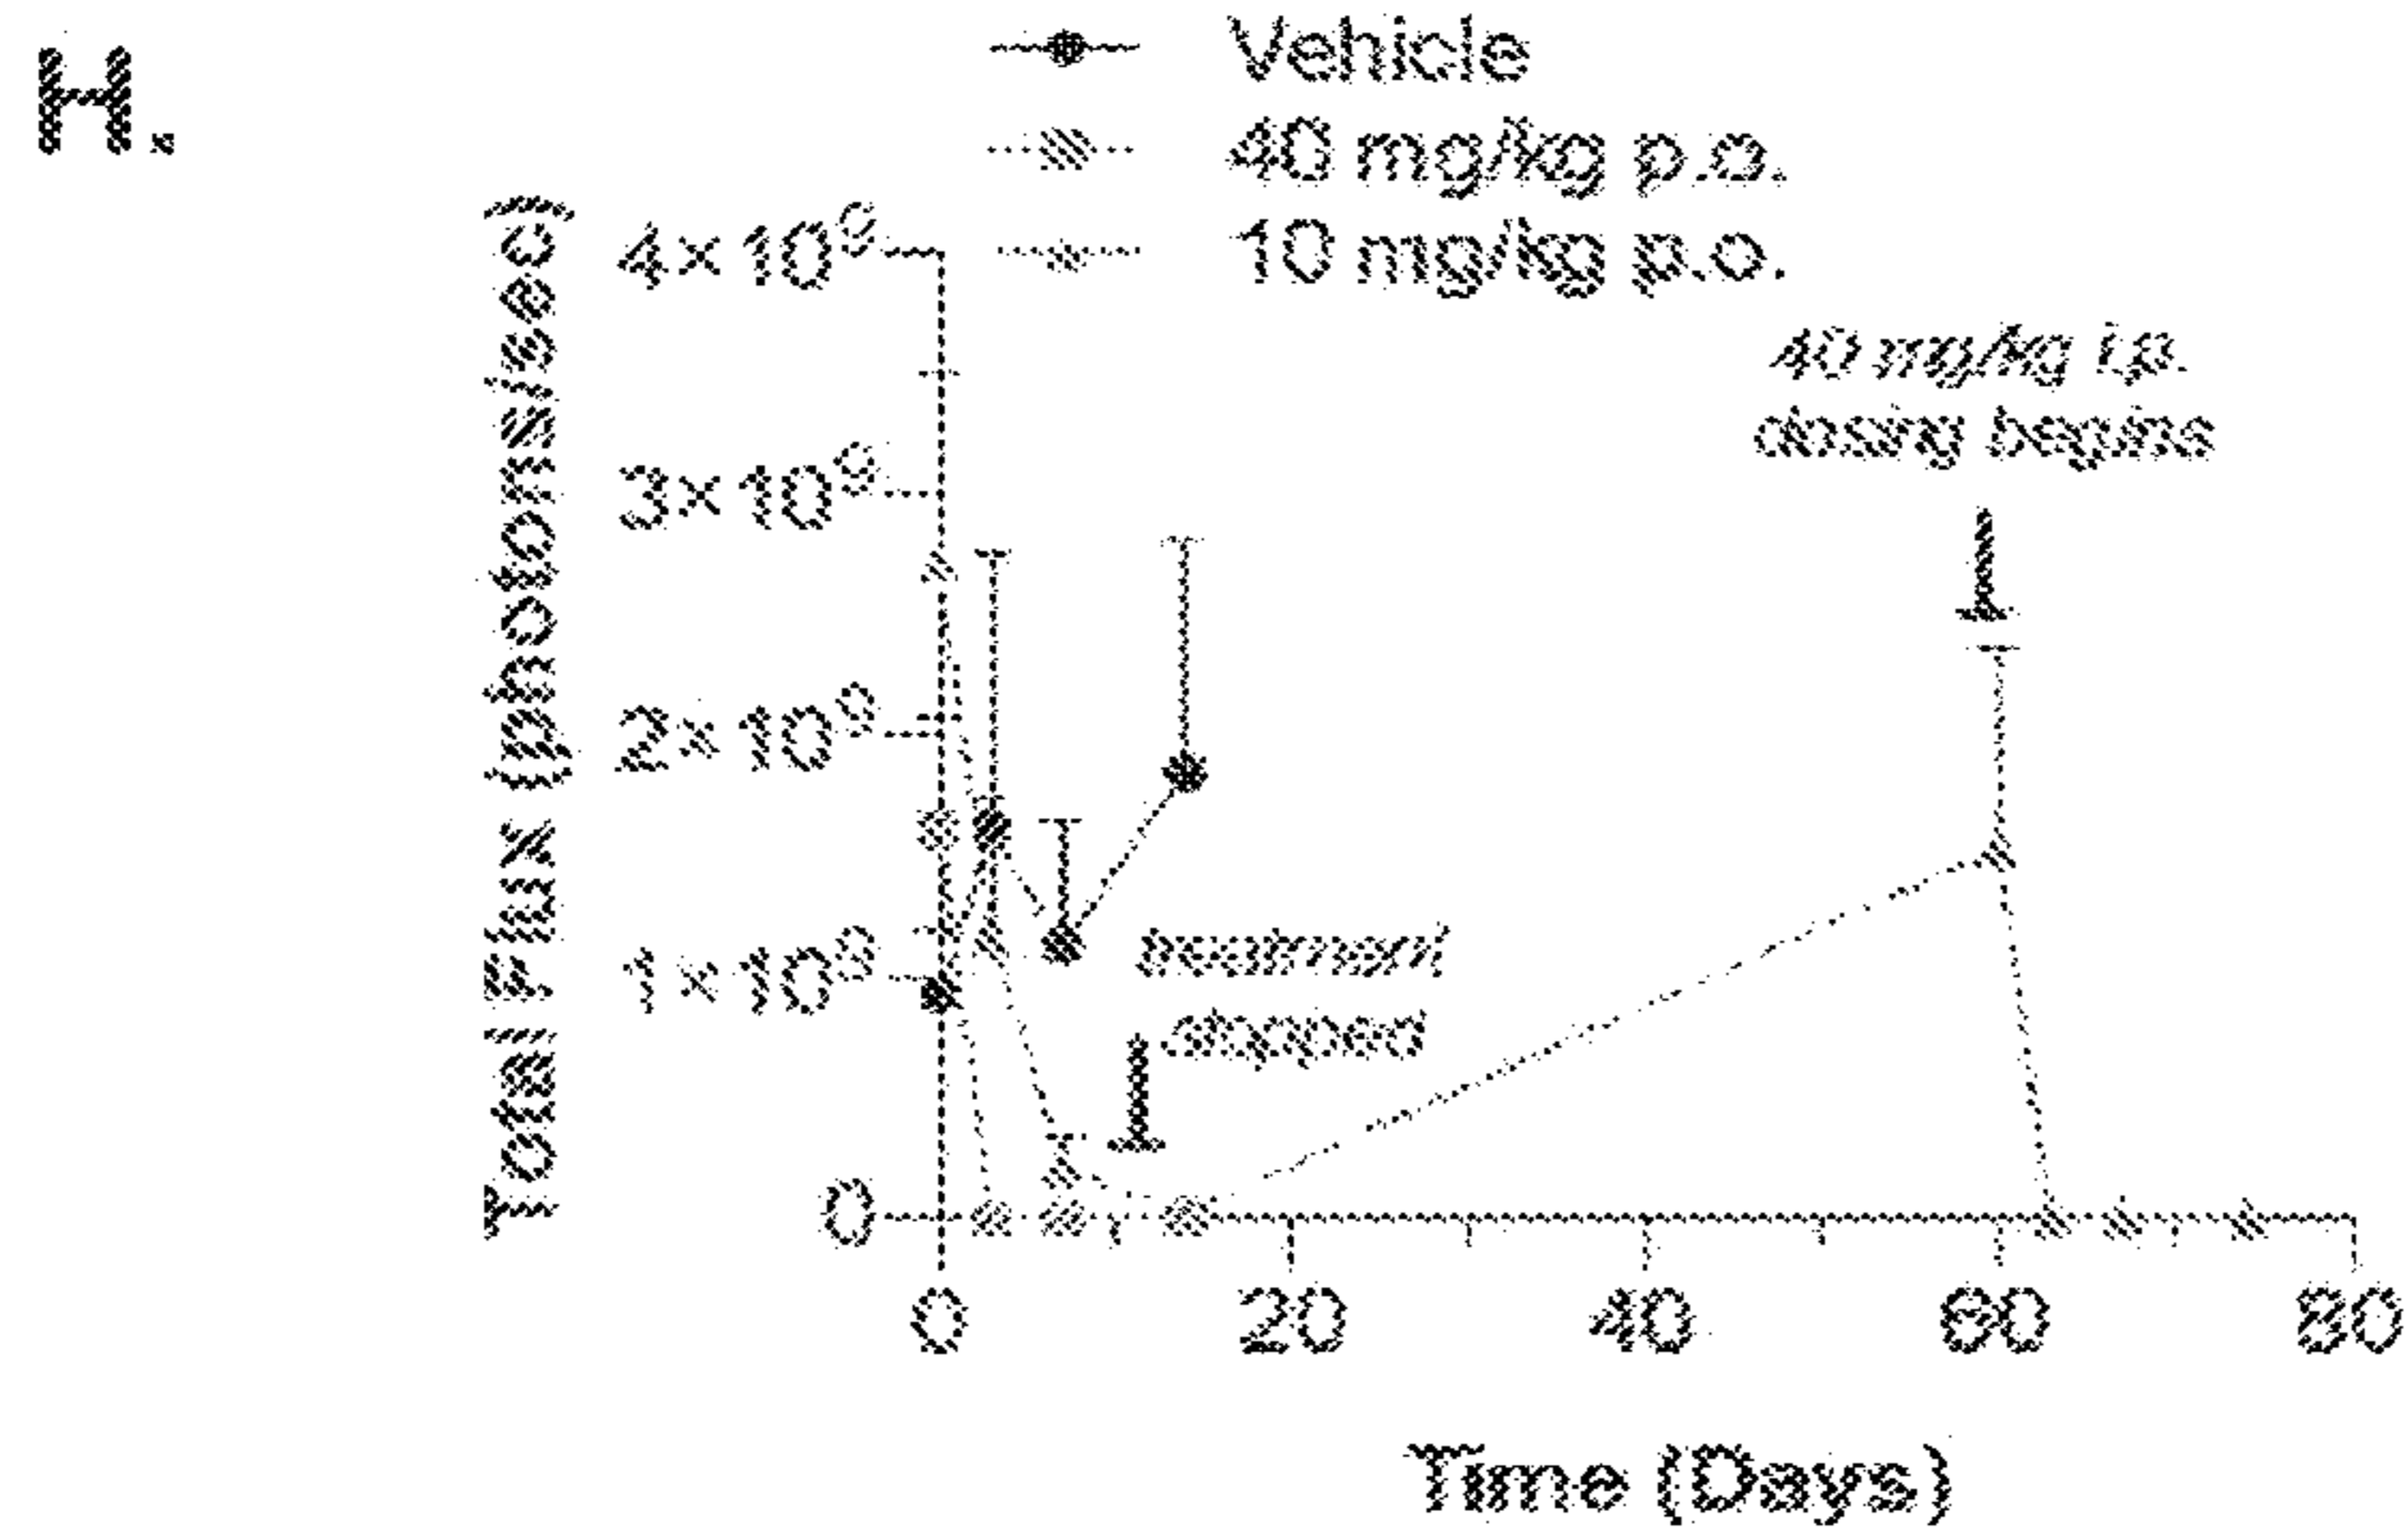 H.
Vehicle
40 mg/kg p.o.
10 mg/kg p.o.
Total Flux (photons/sec)
4×10⁹
3×10⁹
2×10⁹
1×10⁹
0
40 mg/kg i.p.
dosing begins
treatment
stopped
0 20 40 60 80
Time (Days)